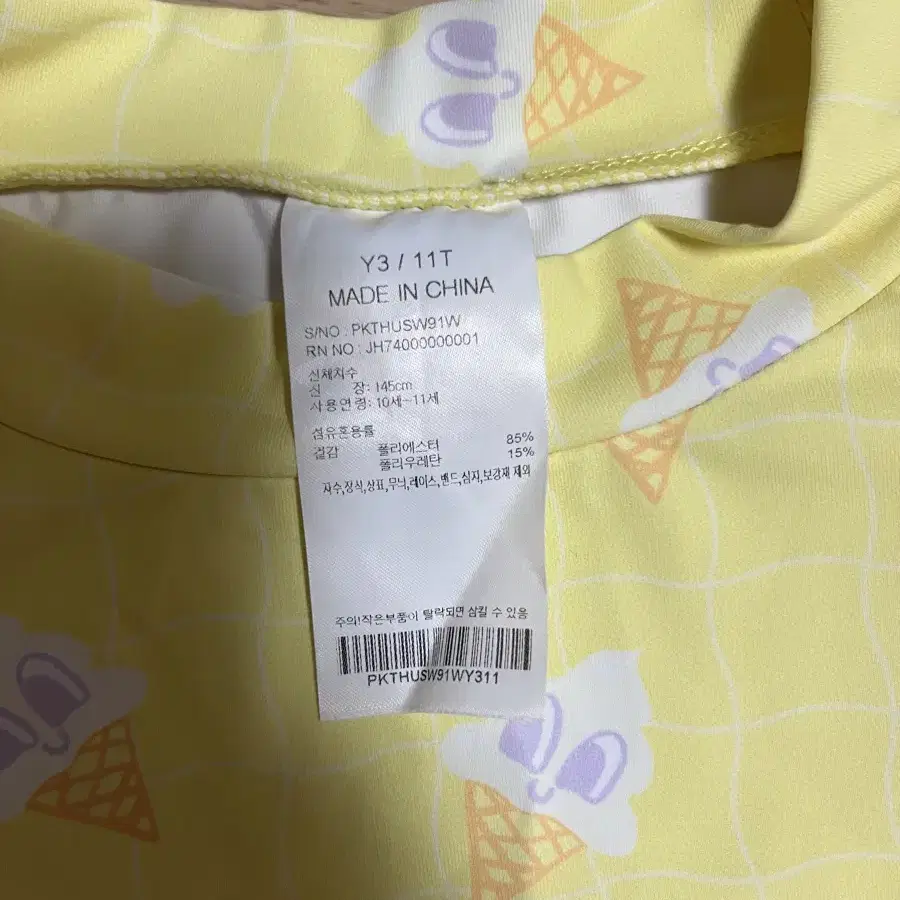 Y3 / 11T
MADE IN CHINA
S/NO : PKTHUSW91W
RN NO : JH74000000001
신체치수
신 장: 145cm
사용연령: 10세~11세
섬유혼용률
겉감 폴리에스터 85%
폴리우레탄 15%
자수,장식,상표,무늬,레이스,밴드,심지,보강재 제외
주의!작은부품이 탈락되면 삼킬 수 있음
PKTHUSW91WY311